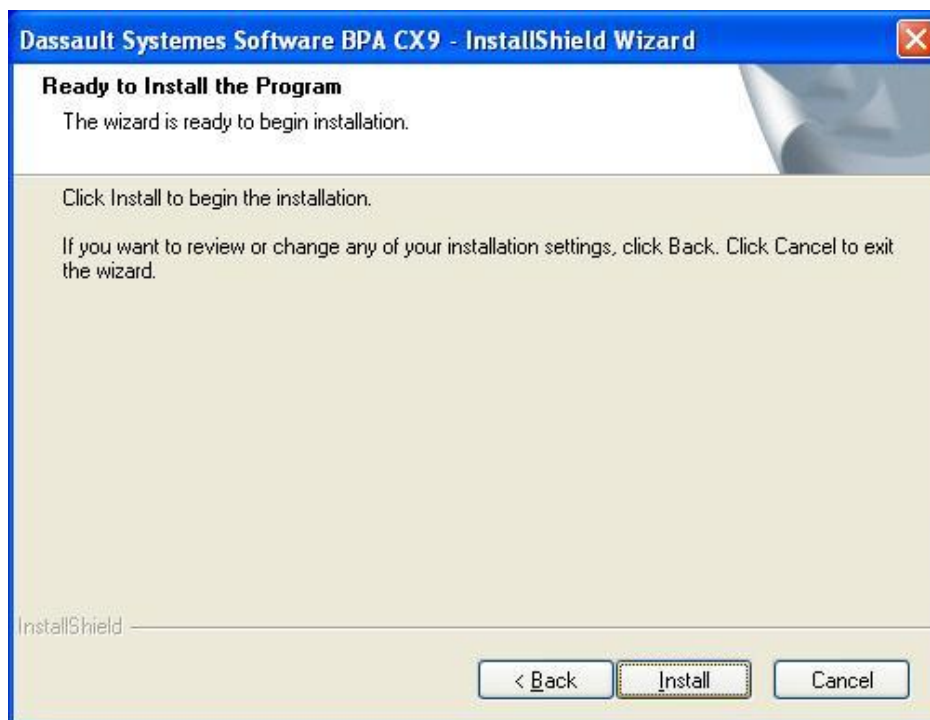 Dassault Systemes Software BPA CX9 - InstallShield Wizard
Ready to Install the Program
The wizard is ready to begin installation.
Click Install to begin the installation.
If you want to review or change any of your installation settings, click Back. Click Cancel to exit
the wizard.
InstallShield
< Back
Install
Cancel